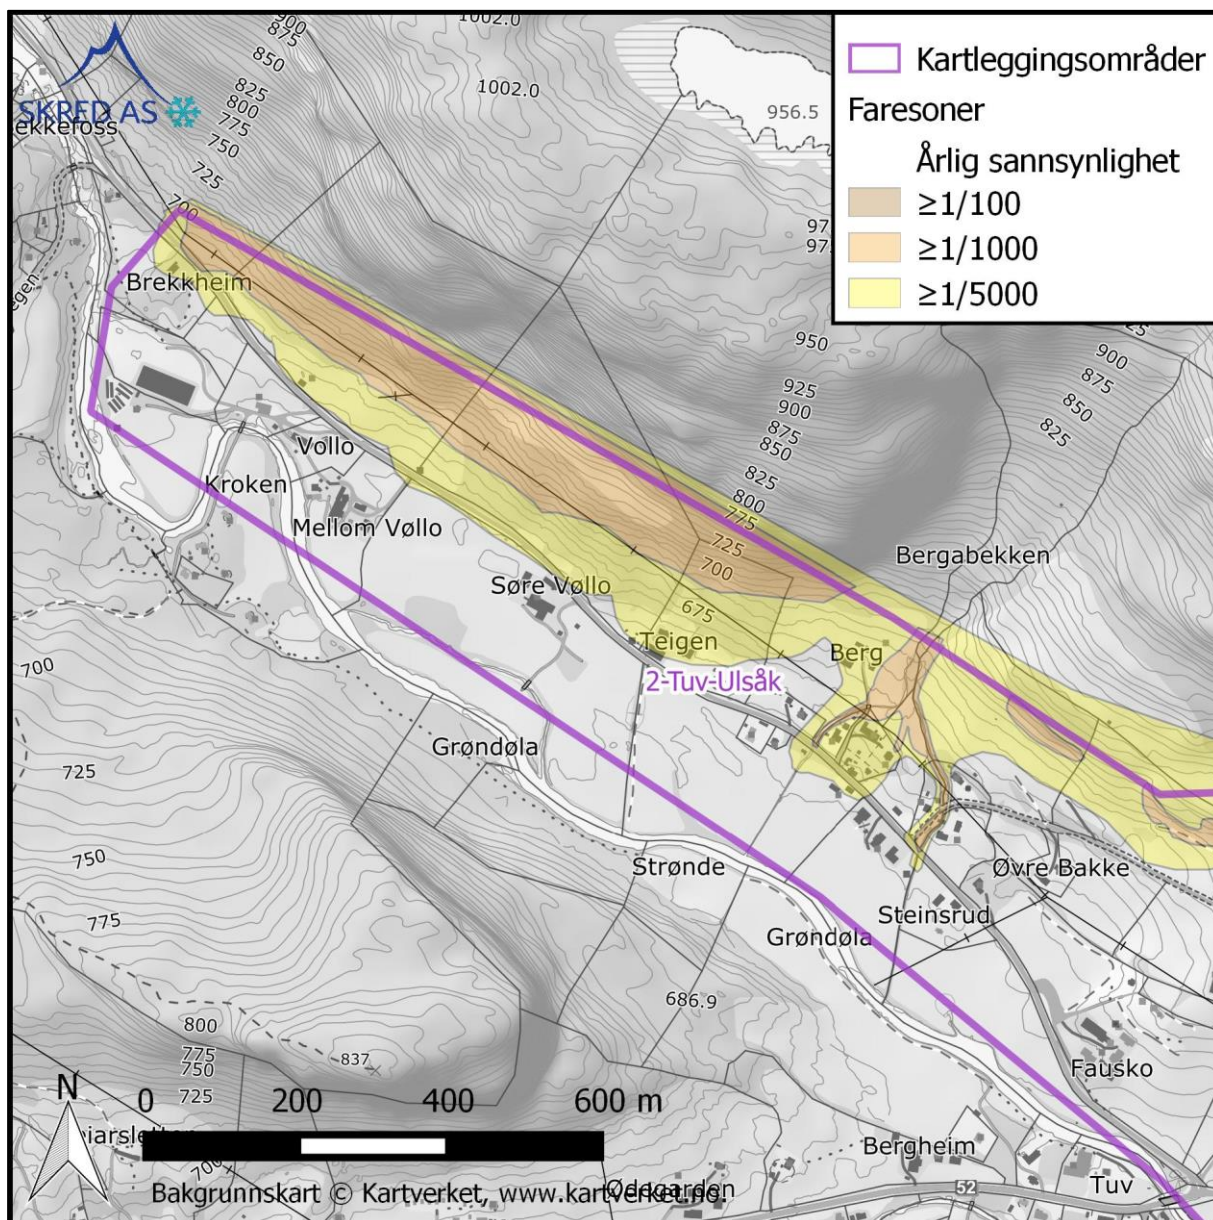 1002.0
900
875
850
825
800
775
750
725
700
SKRED AS
ekkefoss
1002.0
956.5
Kartleggingsområder
Faresoner
Årlig sannsynlighet
≥1/100
≥1/1000
≥1/5000
Brekkheim
950
925
900
875
850
825
800
775
725
700
675
900
875
850
825
Vollo
Kroken
Mellom Vøllo
Bergabekken
Søre Vøllo
Teigen
Berg
2-Tuv-Ulsåk
700
725
750
775
Grøndøla
Strønde
Øvre Bakke
Steinsrud
Grøndøla
686.9
800
775
750
725
837
Fausko
N
0 200 400 600 m
Bergheim
700
Bakgrunnskart © Kartverket, www.kartverket.no
Ødegarden
52
Tuv